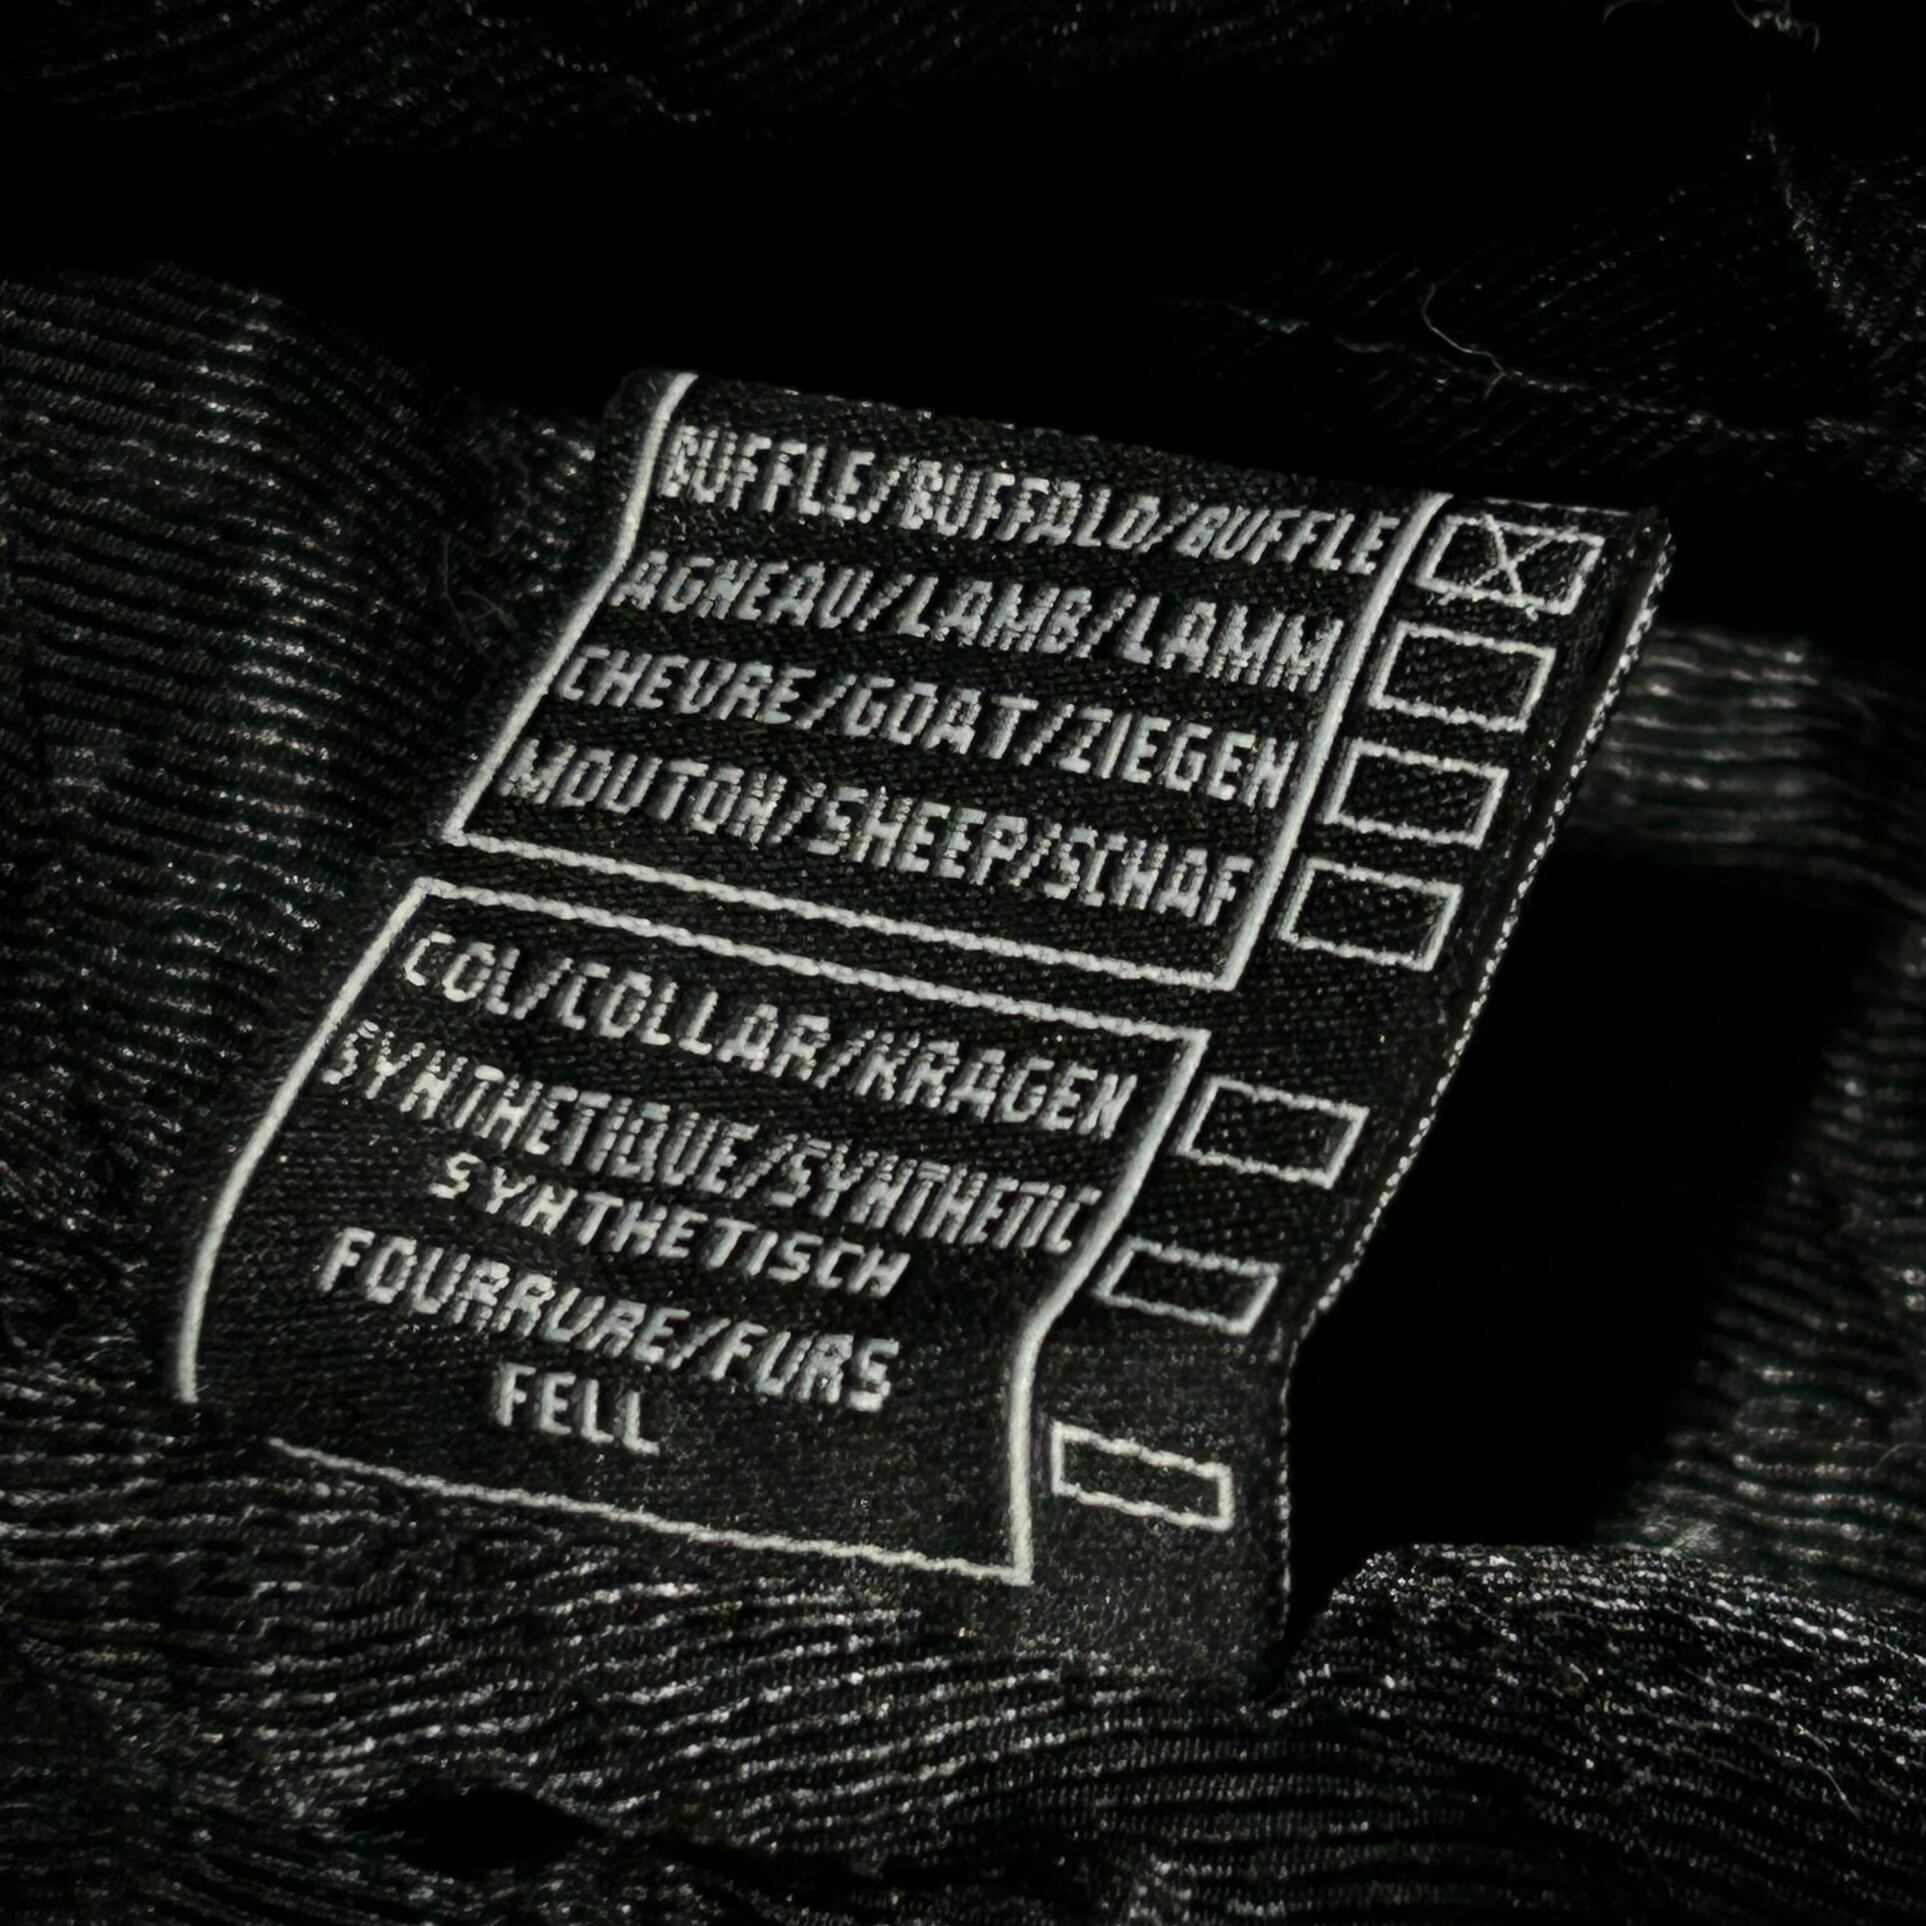 BUFFLE/BUFFALO/BUFFLE
AGNEAU/LAMB/LAMM
CHEVRE/GOAT/ZIEGEN
MOUTON/SHEEP/SCHAF
COL/COLLAR/KRAGEN
SYNTHETIQUE/SYNTHETIC
SYNTHETISCH
FOURRURE/FURS
FELL